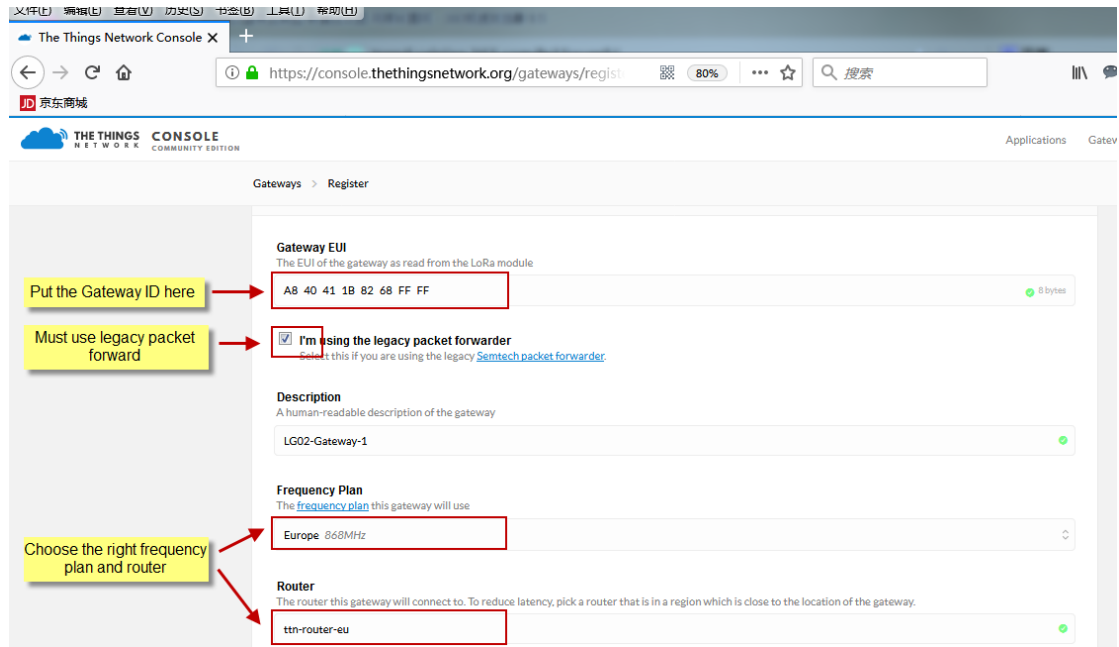 文件(F) 编辑(E) 查看(V) 历史(S) 书签(B) 工具(T) 帮助(H)
The Things Network Console
https://console.thethingsnetwork.org/gateways/regist 80% 搜索
JD 京东商城
THE THINGS NETWORK CONSOLE COMMUNITY EDITION
Applications Gatew
Gateways > Register
Gateway EUI
The EUI of the gateway as read from the LoRa module
Put the Gateway ID here
A8 40 41 1B 82 68 FF FF
8 bytes
Must use legacy packet
forward
I'm using the legacy packet forwarder
Select this if you are using the legacy Semtech packet forwarder.
Description
A human-readable description of the gateway
LG02-Gateway-1
Frequency Plan
The frequency plan this gateway will use
Europe 868MHz
Choose the right frequency
plan and router
Router
The router this gateway will connect to. To reduce latency, pick a router that is in a region which is close to the location of the gateway.
ttn-router-eu